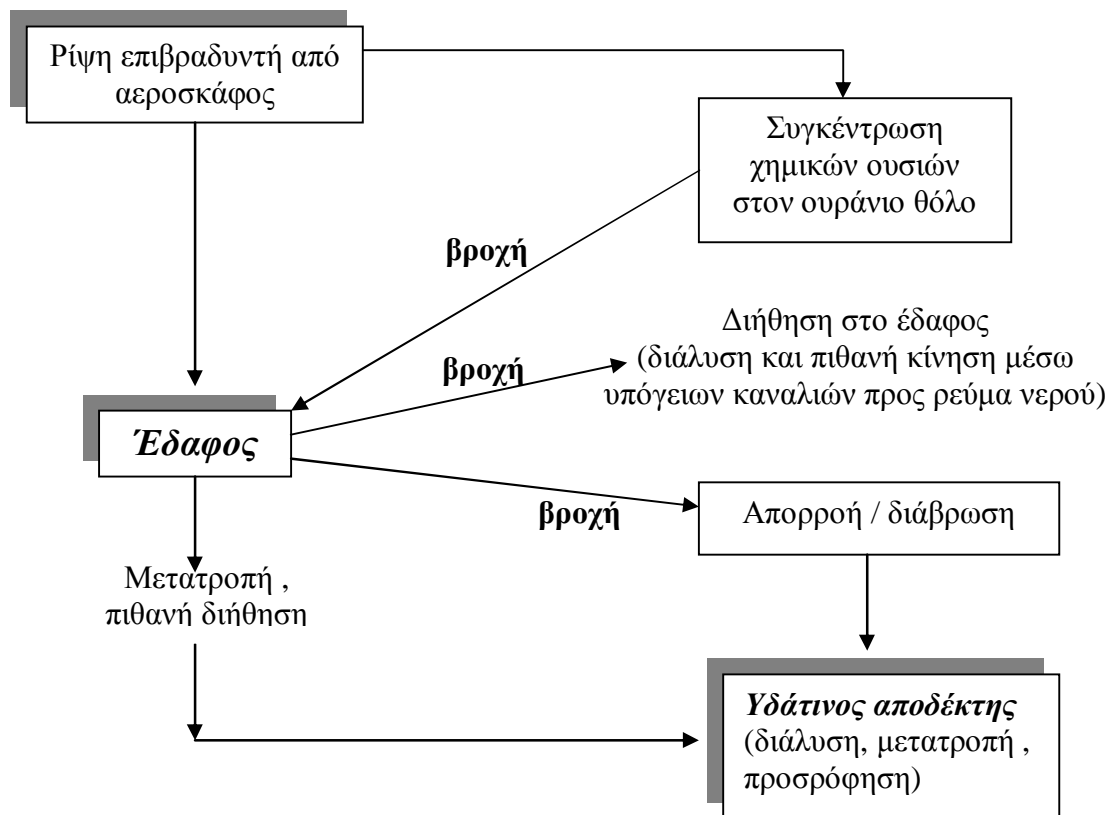 Ρίψη επιβραδυντή από
αεροσκάφος
Συγκέντρωση
χημικών ουσιών
στον ουράνιο θόλο
βροχή
Διήθηση στο έδαφος
(διάλυση και πιθανή κίνηση μέσω
υπόγειων καναλιών προς ρεύμα νερού)
βροχή
Έδαφος
βροχή
Απορροή / διάβρωση
Μετατροπή ,
πιθανή διήθηση
Υδάτινος αποδέκτης
(διάλυση, μετατροπή ,
προσρόφηση)